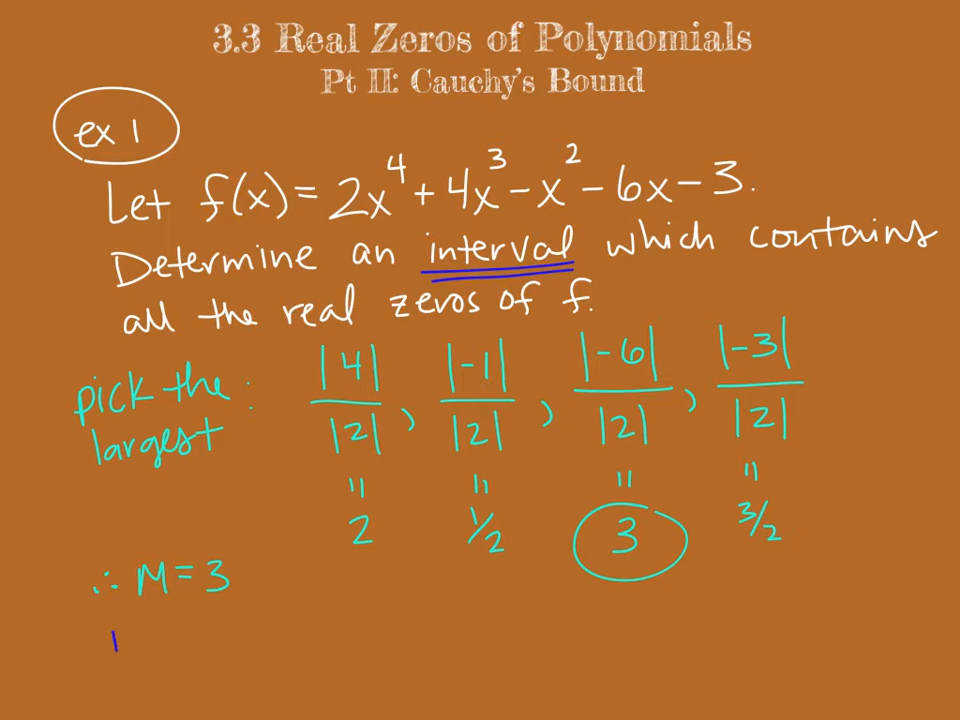 3.3 Real Zeros of Polynomials
Pt II: Cauchy's Bound
ex 1
Let f(x) = 2x⁴ + 4x³ - x² - 6x - 3.
Determine an interval which contains
all the real zeros of f.
pick the largest : |4|/|2| , |-1|/|2| , |-6|/|2| , |-3|/|2|
= = = =
2 1/2 3 3/2
∴ M = 3